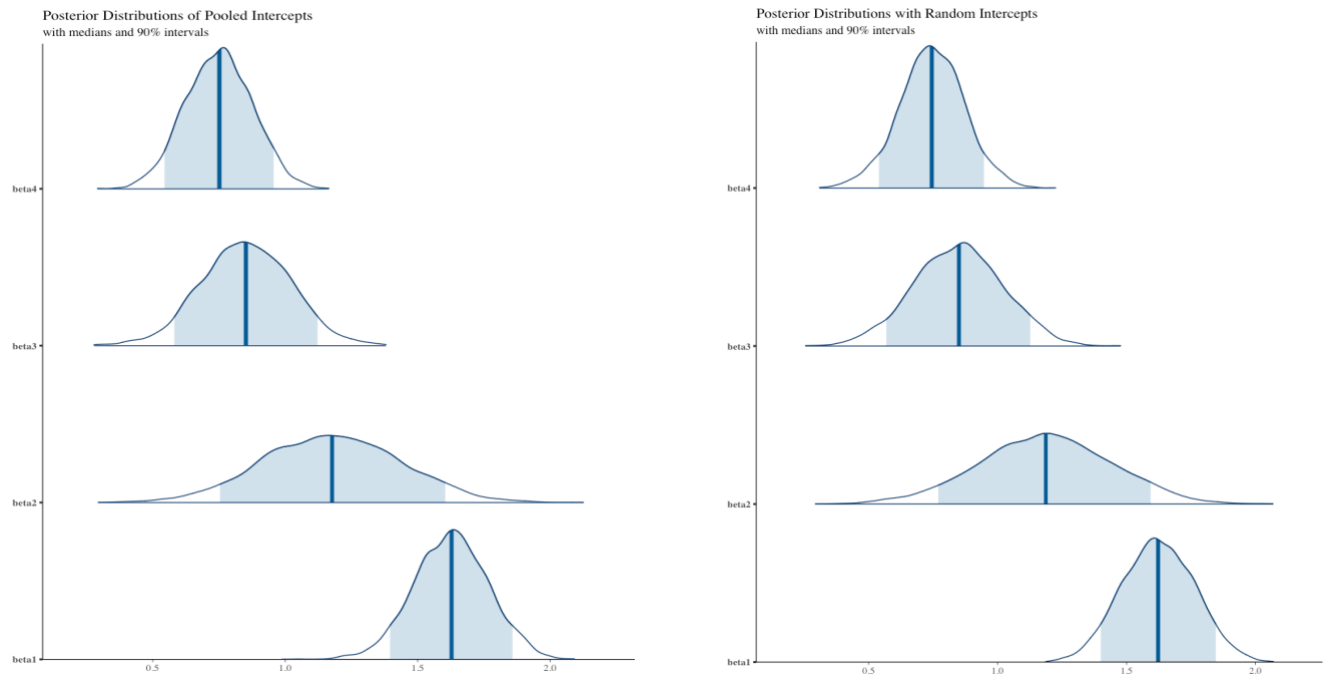 Posterior Distributions of Pooled Intercepts
with medians and 90% intervals
beta4
beta3
beta2
beta1
0.5 1.0 1.5 2.0
Posterior Distributions with Random Intercepts
with medians and 90% intervals
beta4
beta3
beta2
beta1
0.5 1.0 1.5 2.0